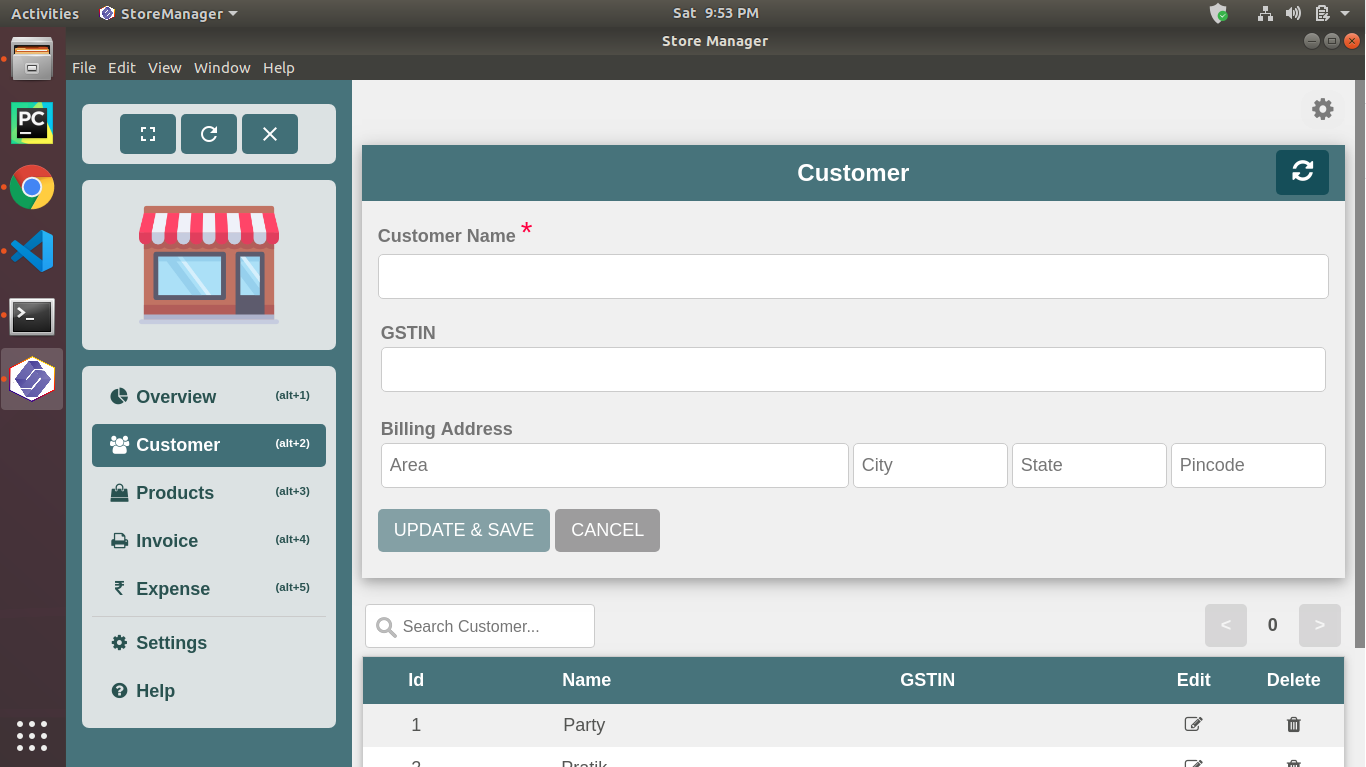 Activities StoreManager Sat 9:53 PM
Store Manager
File Edit View Window Help
PC
Customer
Customer Name *
GSTIN
Billing Address
Area City State Pincode
UPDATE & SAVE CANCEL
Overview (alt+1)
Customer (alt+2)
Products (alt+3)
Invoice (alt+4)
Expense (alt+5)
Settings
Help
Search Customer... < 0 >
Id Name GSTIN Edit Delete
1 Party
2 Pratik